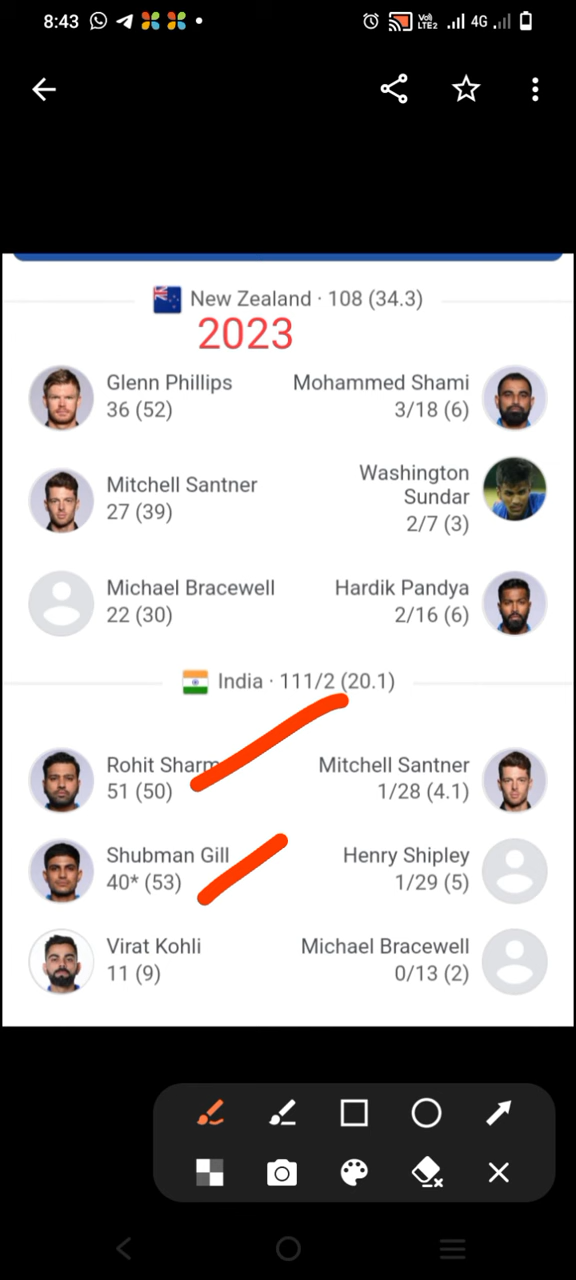 8:43
Vo)
LTE2
4G
New Zealand · 108 (34.3)
2023
Glenn Phillips
36 (52)
Mohammed Shami
3/18 (6)
Mitchell Santner
27 (39)
Washington
Sundar
2/7 (3)
Michael Bracewell
22 (30)
Hardik Pandya
2/16 (6)
India · 111/2 (20.1)
Rohit Sharm
51 (50)
Mitchell Santner
1/28 (4.1)
Shubman Gill
40* (53)
Henry Shipley
1/29 (5)
Virat Kohli
11 (9)
Michael Bracewell
0/13 (2)